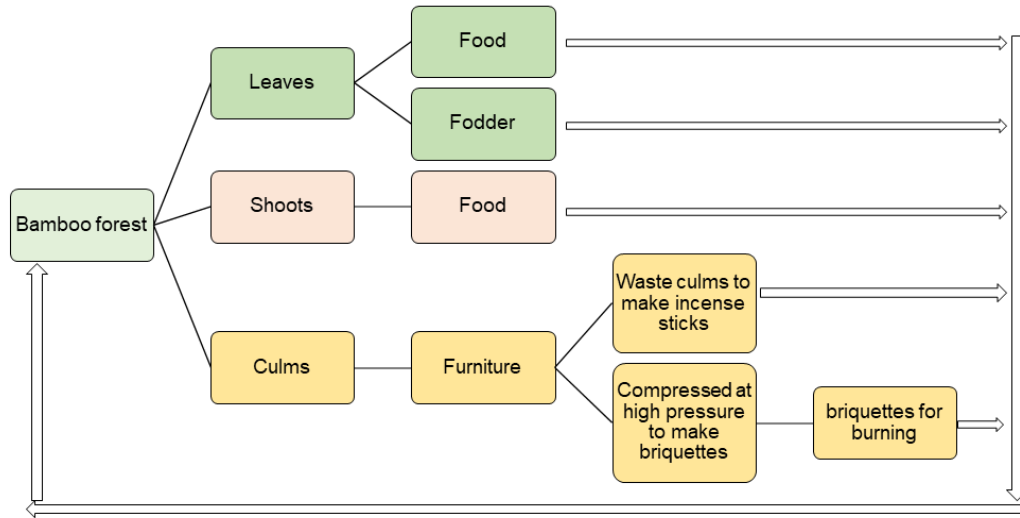 Food
Leaves
Fodder
Bamboo forest
Shoots
Food
Waste culms to
make incense
sticks
Culms
Furniture
Compressed at
high pressure
to make
briquettes
briquettes for
burning